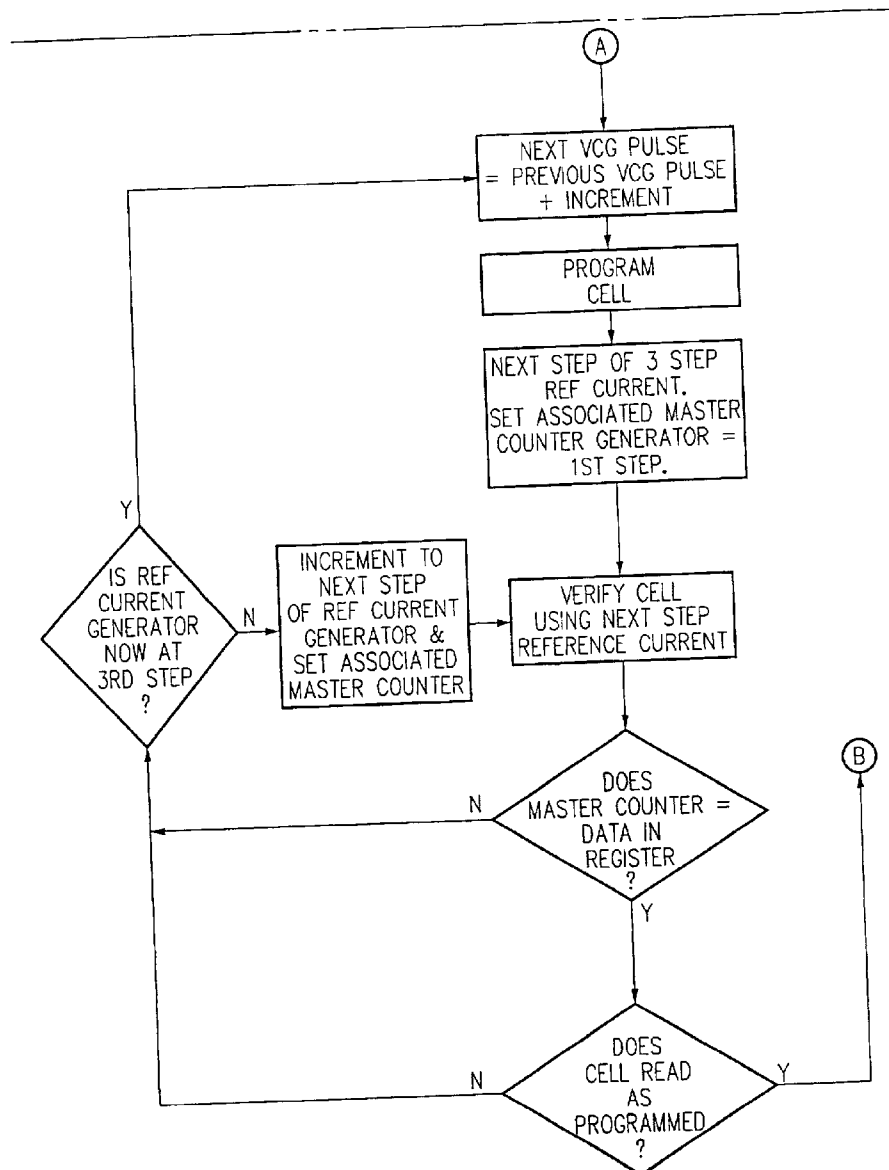 A
NEXT VCG PULSE
= PREVIOUS VCG PULSE
+ INCREMENT
PROGRAM
CELL
NEXT STEP OF 3 STEP
REF CURRENT.
SET ASSOCIATED MASTER
COUNTER GENERATOR =
1ST STEP.
Y
IS REF
CURRENT
GENERATOR
NOW AT
3RD STEP
?
N
INCREMENT TO
NEXT STEP
OF REF CURRENT
GENERATOR &
SET ASSOCIATED
MASTER COUNTER
VERIFY CELL
USING NEXT STEP
REFERENCE CURRENT
B
N
DOES
MASTER COUNTER =
DATA IN
REGISTER
?
Y
N
DOES
CELL READ
AS
PROGRAMMED
?
Y